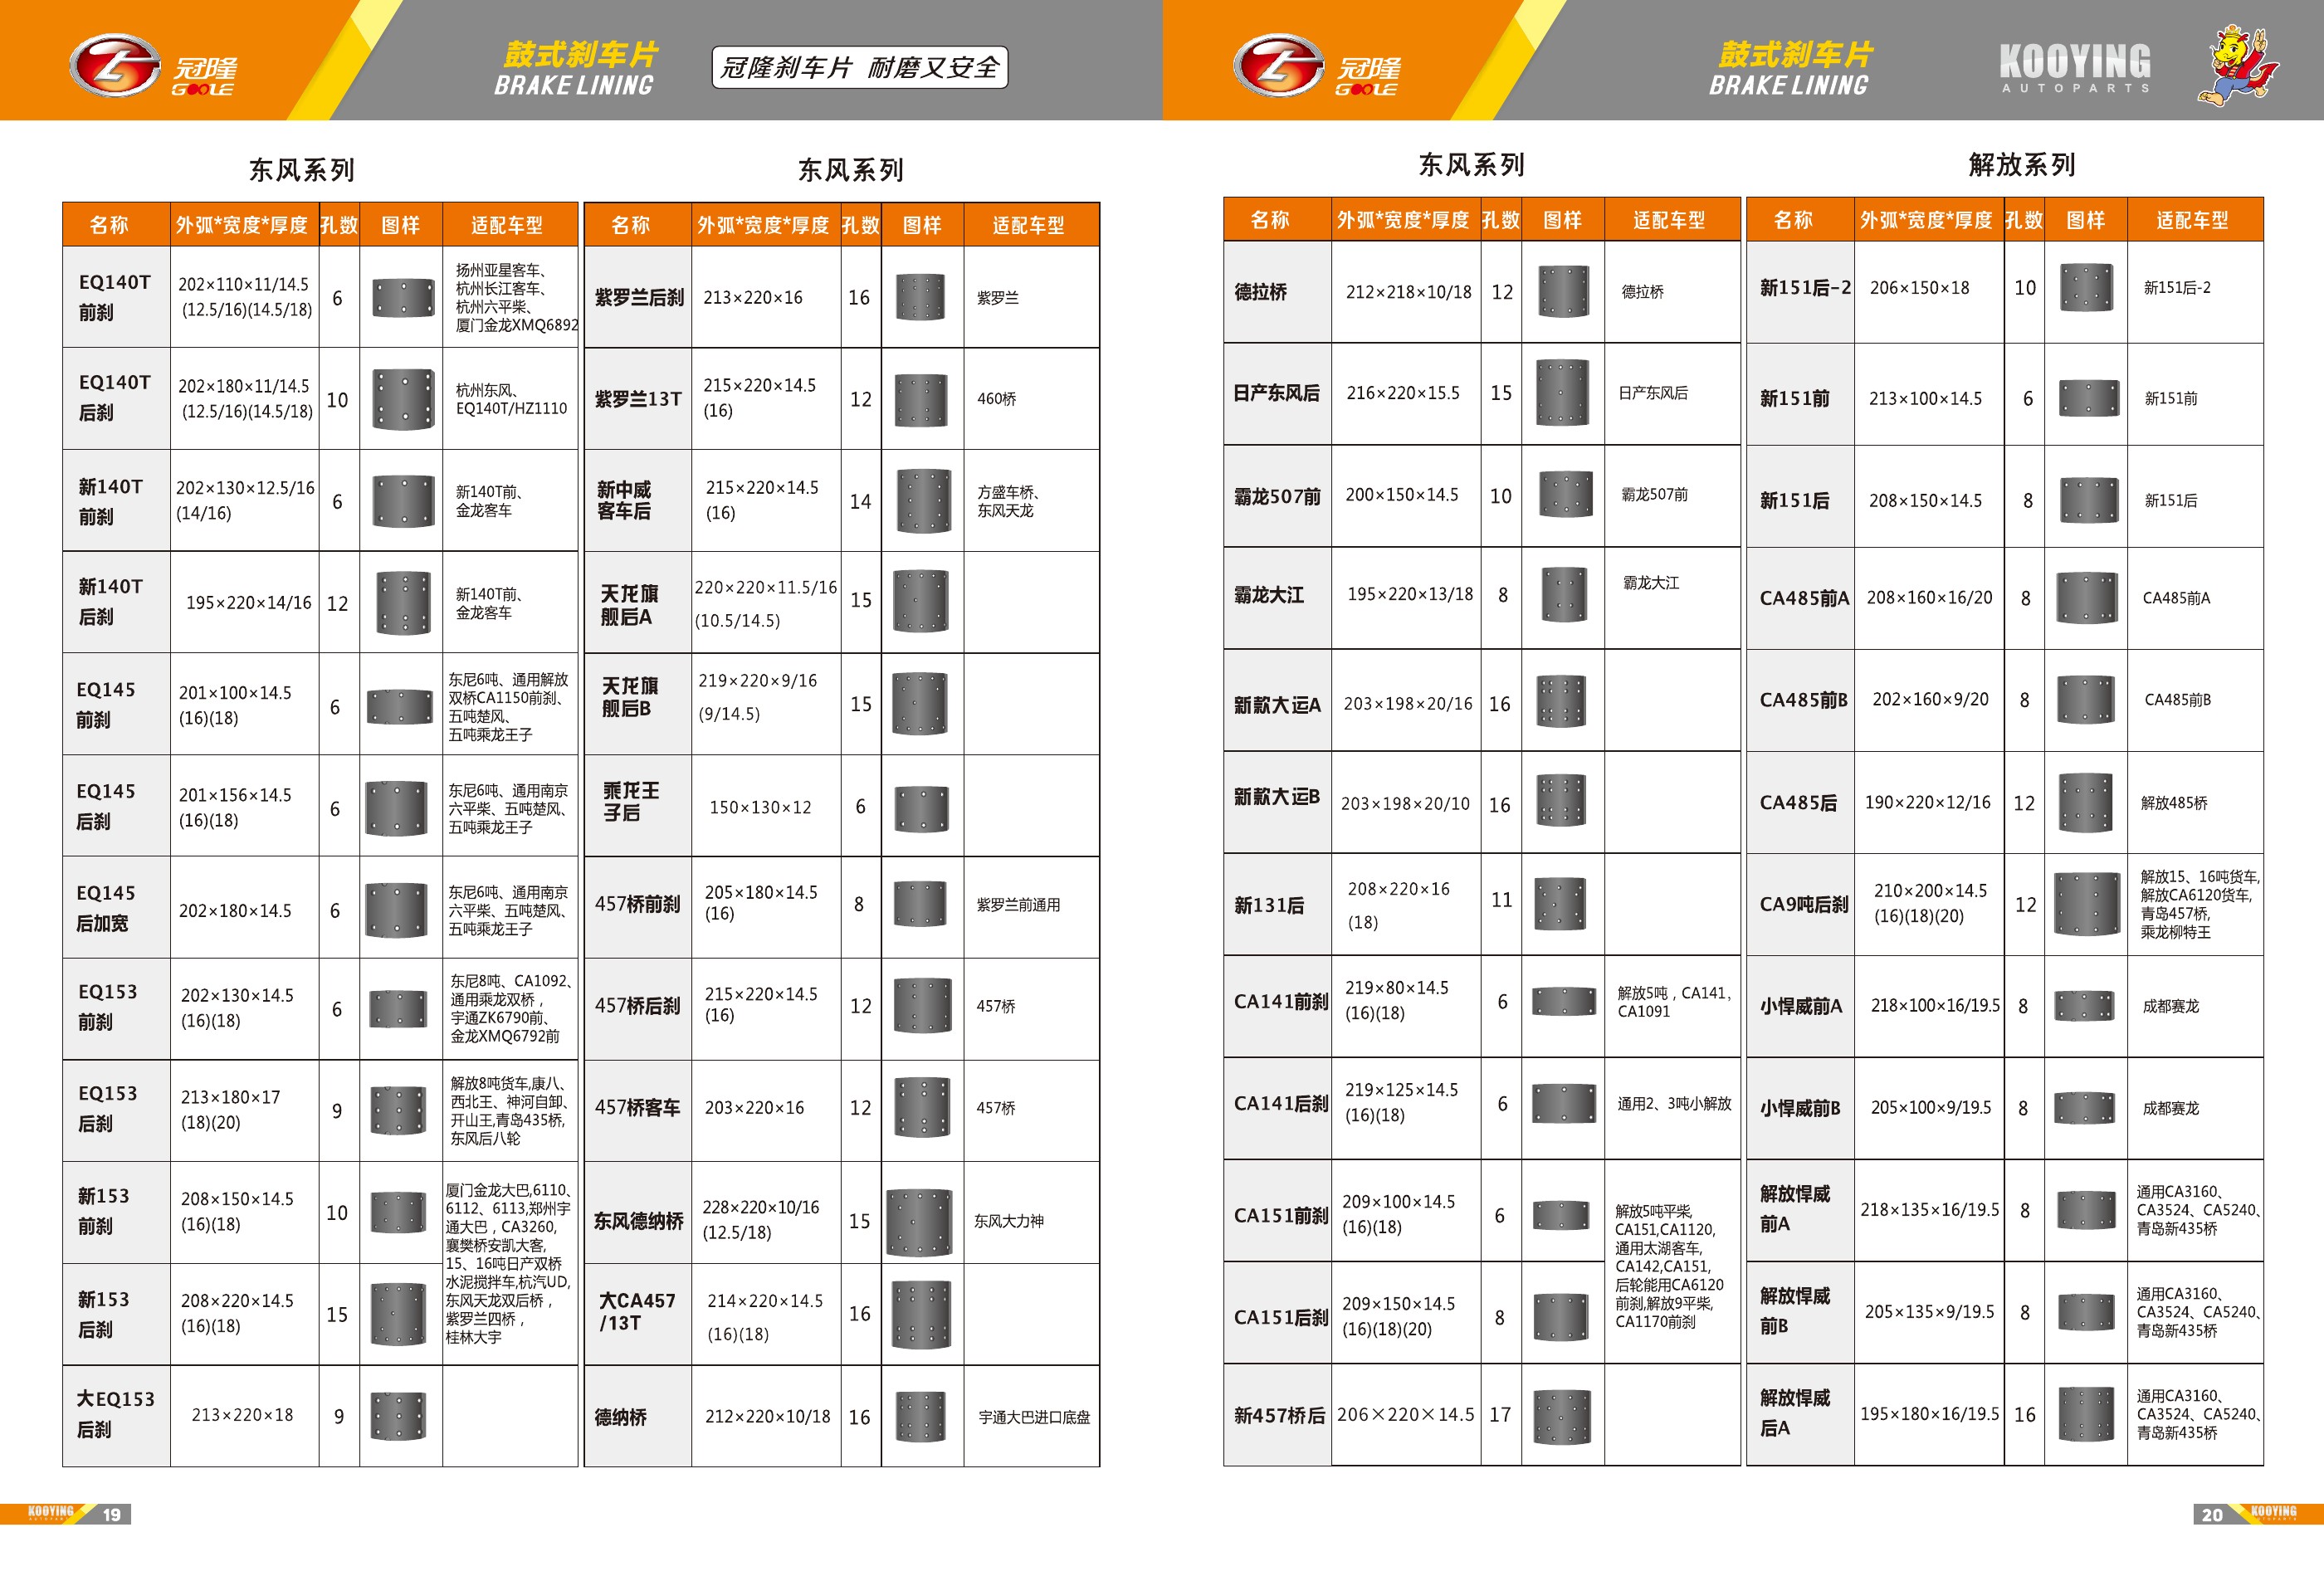 冠隆
GOOLE
鼓式刹车片
BRAKE LINING
冠隆刹车片 耐磨又安全
东风系列
名称 外弧*宽度*厚度 孔数 图样 适配车型
EQ140T
前刹
202×110×11/14.5
(12.5/16)(14.5/18)
6
扬州亚星客车、
杭州长江客车、
杭州六平柴、
厦门金龙XMQ6892
EQ140T
后刹
202×180×11/14.5
(12.5/16)(14.5/18)
10
杭州东风、
EQ140T/HZ1110
新140T
前刹
202×130×12.5/16
(14/16)
6
新140T前、
金龙客车
新140T
后刹
195×220×14/16
12
新140T前、
金龙客车
EQ145
前刹
201×100×14.5
(16)(18)
6
东尼6吨、通用解放
双桥CA1150前刹、
五吨楚风、
五吨乘龙王子
EQ145
后刹
201×156×14.5
(16)(18)
6
东尼6吨、通用南京
六平柴、五吨楚风、
五吨乘龙王子
EQ145
后加宽
202×180×14.5
6
东尼6吨、通用南京
六平柴、五吨楚风、
五吨乘龙王子
EQ153
前刹
202×130×14.5
(16)(18)
6
东尼8吨、CA1092、
通用乘龙双桥，
宇通ZK6790前、
金龙XMQ6792前
EQ153
后刹
213×180×17
(18)(20)
9
解放8吨货车,康八、
西北王、神河自卸、
开山王,青岛435桥,
东风后八轮
新153
前刹
208×150×14.5
(16)(18)
10
厦门金龙大巴,6110、
6112、6113,郑州宇
通大巴，CA3260,
襄樊桥安凯大客,
15、16吨日产双桥
水泥搅拌车,杭汽UD,
东风天龙双后桥，
紫罗兰四桥，
桂林大宇
新153
后刹
208×220×14.5
(16)(18)
15
大EQ153
后刹
213×220×18
9
东风系列
名称 外弧*宽度*厚度 孔数 图样 适配车型
紫罗兰后刹 213×220×16 16 紫罗兰
紫罗兰13T
215×220×14.5
(16)
12
460桥
新中威
客车后
215×220×14.5
(16)
14
方盛车桥、
东风天龙
天龙旗
舰后A
220×220×11.5/16
(10.5/14.5)
15
天龙旗
舰后B
219×220×9/16
(9/14.5)
15
乘龙王
子后
150×130×12
6
457桥前刹
205×180×14.5
(16)
8
紫罗兰前通用
457桥后刹
215×220×14.5
(16)
12
457桥
457桥客车 203×220×16 12 457桥
东风德纳桥
228×220×10/16
(12.5/18)
15
东风大力神
大CA457
/13T
214×220×14.5
(16)(18)
16
德纳桥 212×220×10/18 16 宇通大巴进口底盘
KOOYING
AUTOPARTS
19
冠隆
GOOLE
鼓式刹车片
BRAKE LINING
KOOYING
AUTOPARTS
东风系列
名称 外弧*宽度*厚度 孔数 图样 适配车型
德拉桥 212×218×10/18 12 德拉桥
日产东风后 216×220×15.5 15 日产东风后
霸龙507前 200×150×14.5 10 霸龙507前
霸龙大江 195×220×13/18 8 霸龙大江
新款大运A 203×198×20/16 16
新款大运B 203×198×20/10 16
新131后
208×220×16
(18)
11
CA141前刹
219×80×14.5
(16)(18)
6
解放5吨，CA141,
CA1091
CA141后刹
219×125×14.5
(16)(18)
6
通用2、3吨小解放
CA151前刹
209×100×14.5
(16)(18)
6
解放5吨平柴,
CA151,CA1120,
通用太湖客车,
CA142,CA151,
后轮能用CA6120
前刹,解放9平柴,
CA1170前刹
CA151后刹
209×150×14.5
(16)(18)(20)
8
新457桥后 206×220×14.5 17
解放系列
名称 外弧*宽度*厚度 孔数 图样 适配车型
新151后-2 206×150×18 10 新151后-2
新151前 213×100×14.5 6 新151前
新151后 208×150×14.5 8 新151后
CA485前A 208×160×16/20 8 CA485前A
CA485前B 202×160×9/20 8 CA485前B
CA485后 190×220×12/16 12 解放485桥
CA9吨后刹
210×200×14.5
(16)(18)(20)
12
解放15、16吨货车,
解放CA6120货车,
青岛457桥,
乘龙柳特王
小悍威前A 218×100×16/19.5 8 成都赛龙
小悍威前B 205×100×9/19.5 8 成都赛龙
解放悍威
前A
218×135×16/19.5
8
通用CA3160、
CA3524、CA5240、
青岛新435桥
解放悍威
前B
205×135×9/19.5
8
通用CA3160、
CA3524、CA5240、
青岛新435桥
解放悍威
后A
195×180×16/19.5
16
通用CA3160、
CA3524、CA5240、
青岛新435桥
20
KOOYING
AUTOPARTS